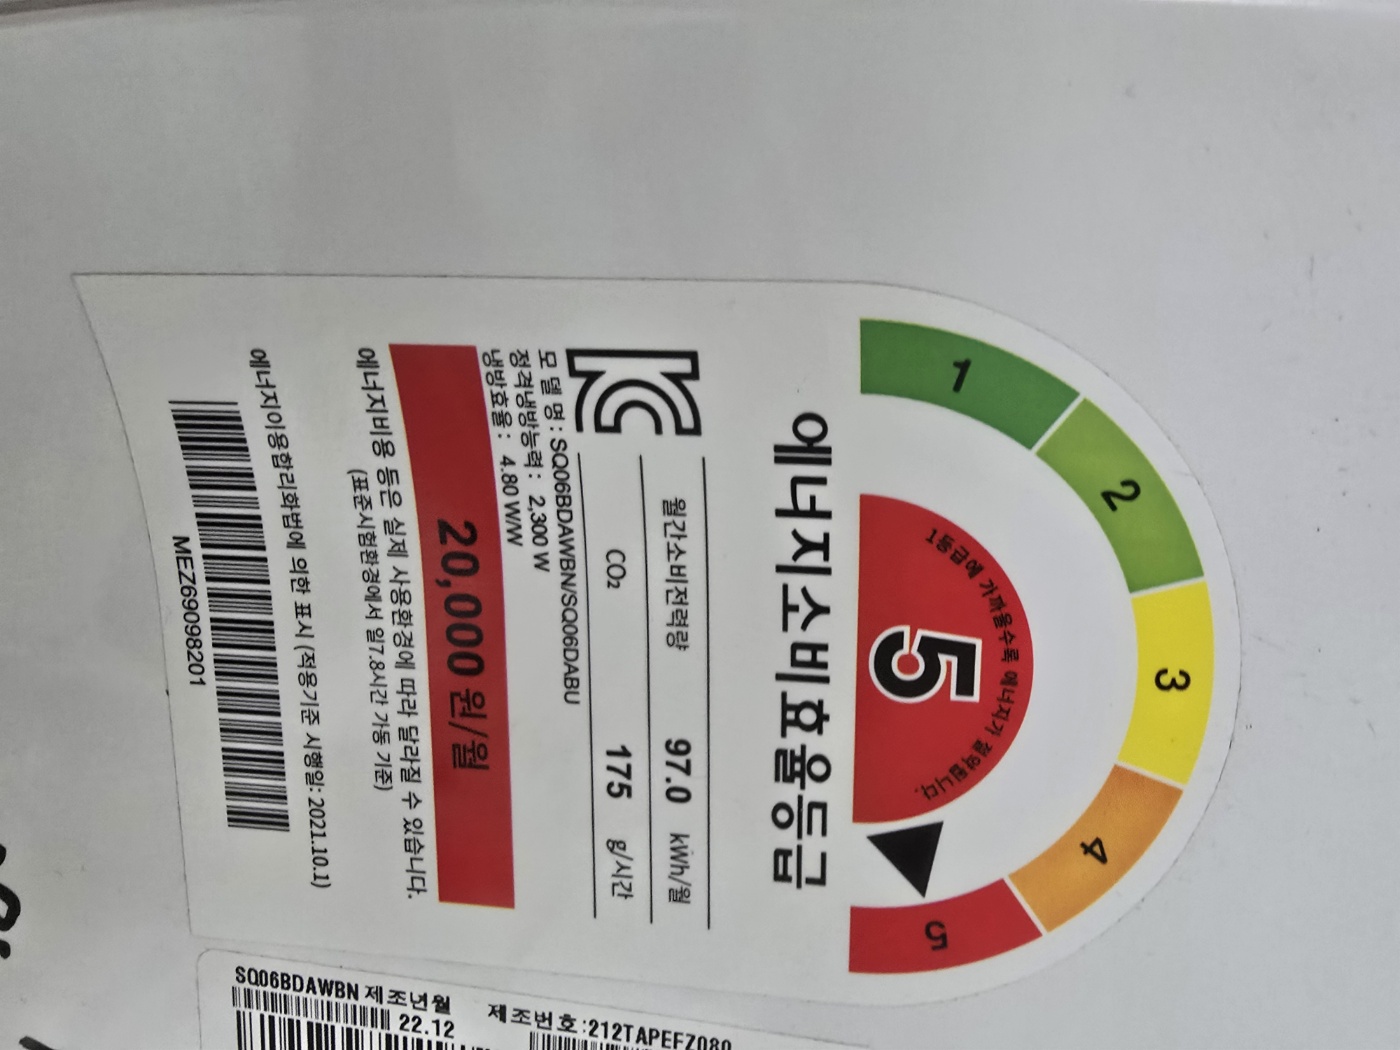 1
2
3
4
5
1등급에 가까울수록 에너지가 절약됩니다.
5
에너지소비효율등급
월간소비전력량 97.0 kWh/월
CO₂ 175 g/시간
모 델 명 : SQ06BDAWBN/SQ06DABU
정격냉방능력 : 2,300 W
냉방효율 : 4.80 W/W
20,000 원/월
에너지비용 등은 실제 사용환경에 따라 달라질 수 있습니다.
(표준시험환경에서 일7.8시간 가동 기준)
에너지이용합리화법에 의한 표시 (적용기준 시행일: 2021.10.1)
MEZ69098201
SQ06BDAWBN 제조년월
22.12
제조번호:212TAPEFZ080